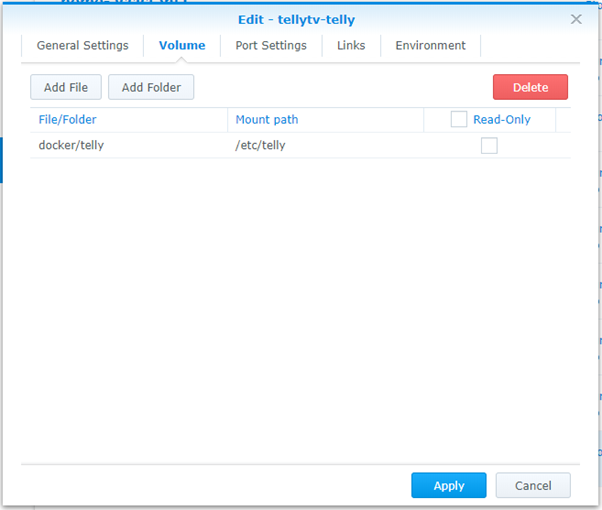 Edit - tellytv-telly
General Settings Volume Port Settings Links Environment
Add File Add Folder Delete
File/Folder Mount path Read-Only
docker/telly /etc/telly
Apply Cancel